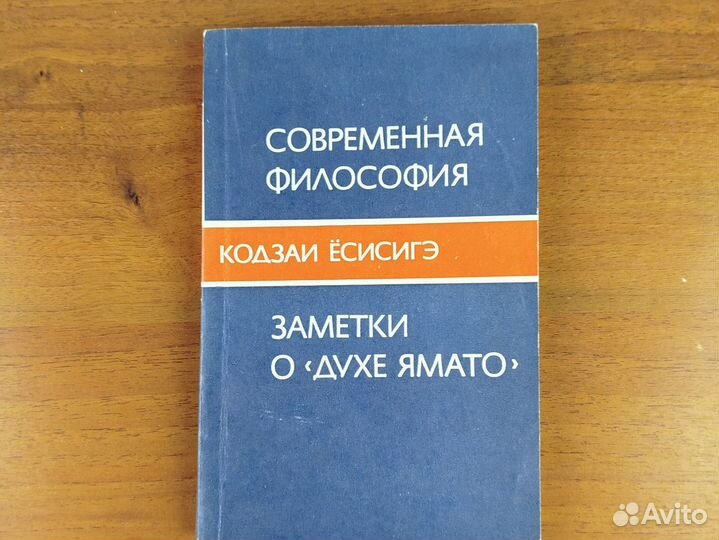 СОВРЕМЕННАЯ
ФИЛОСОФИЯ
КОДЗАИ ЁСИСИГЭ
ЗАМЕТКИ
О ‹ДУХЕ ЯМАТО›
Avito